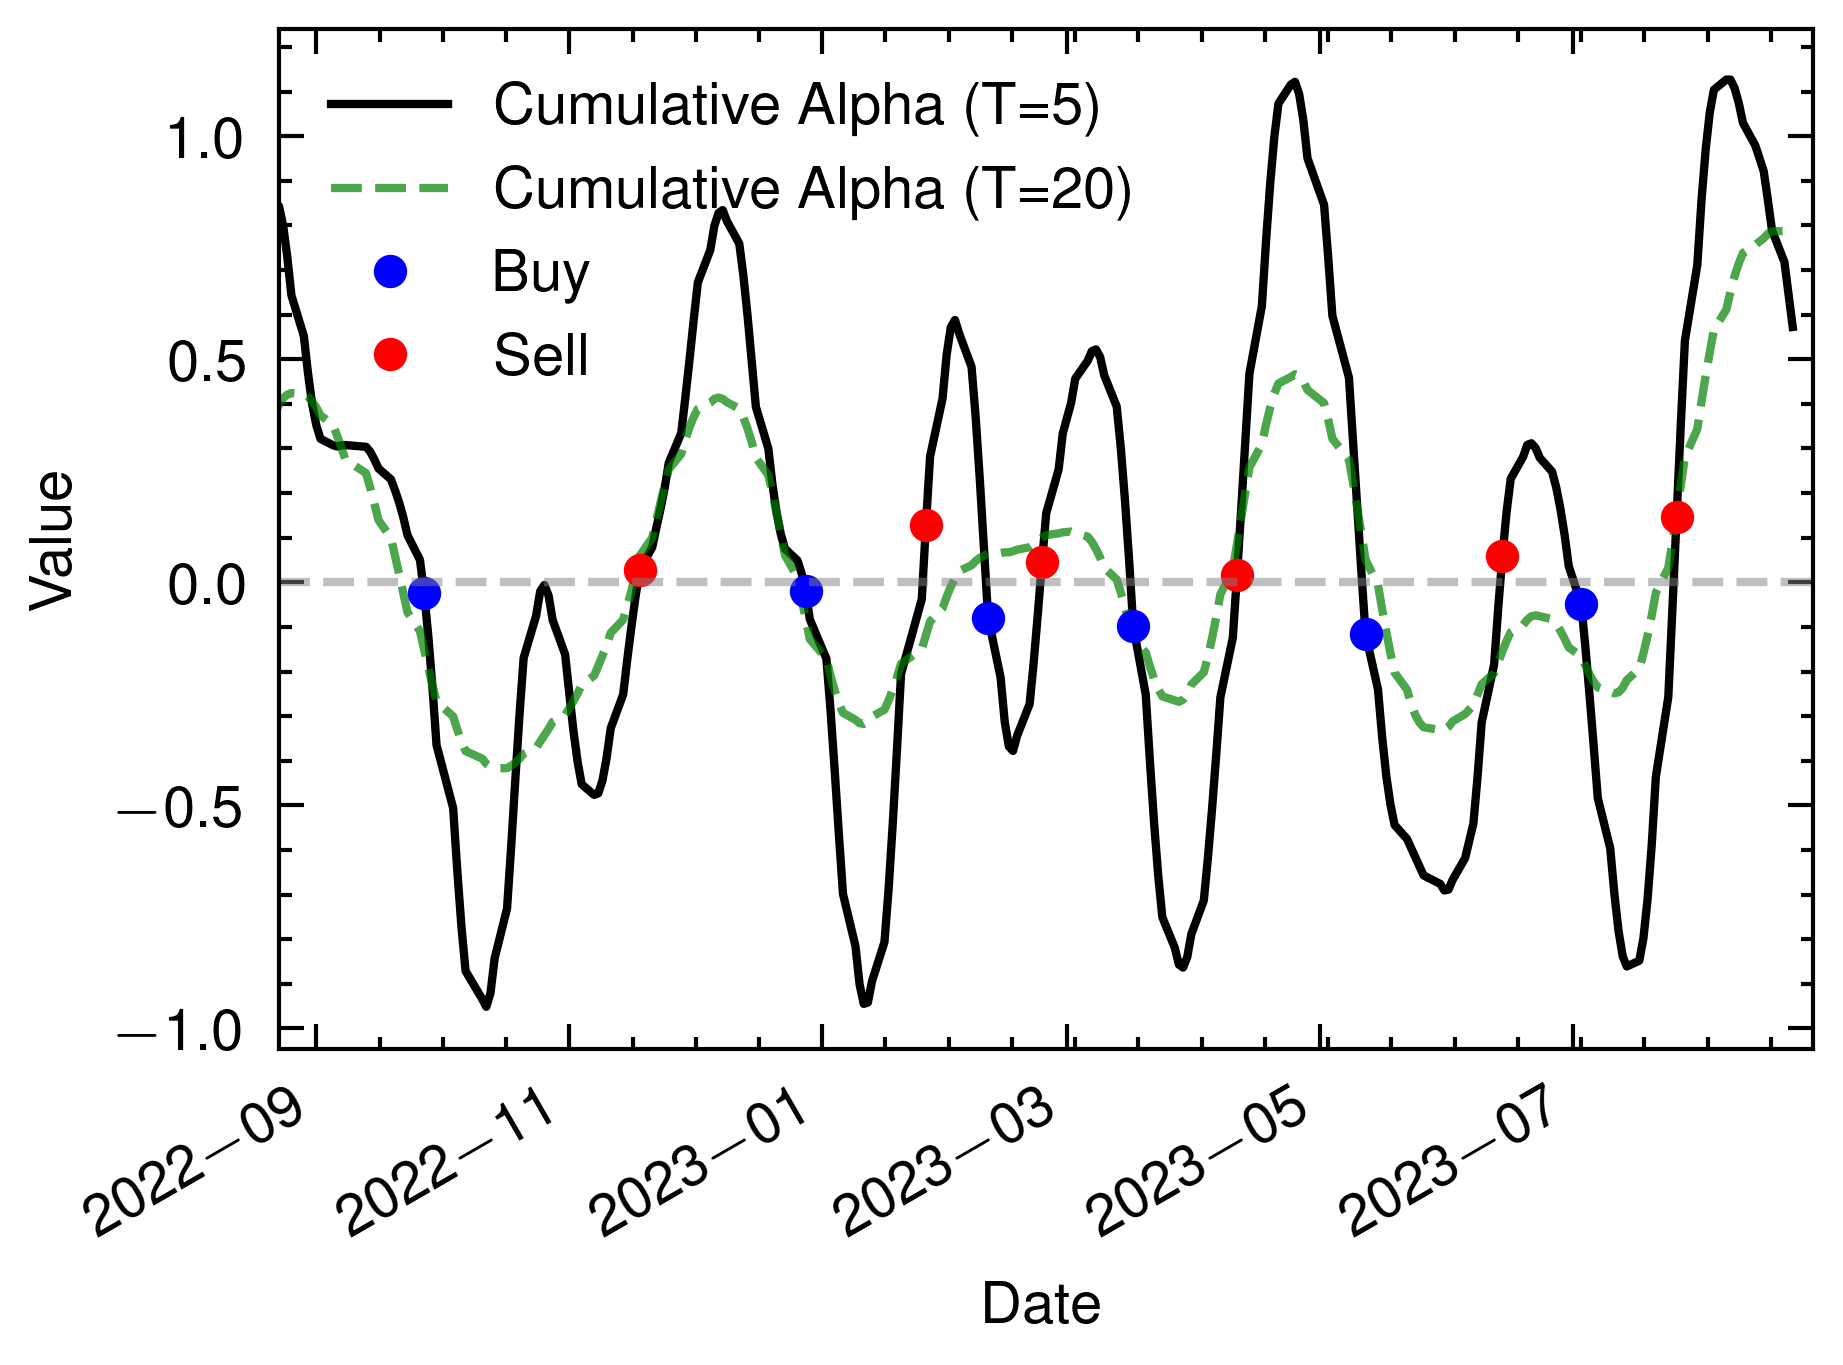 Cumulative Alpha (T=5)
Cumulative Alpha (T=20)
Buy
Sell
Value
1.0
0.5
0.0
−0.5
−1.0
2022−09
2022−11
2023−01
2023−03
2023−05
2023−07
Date